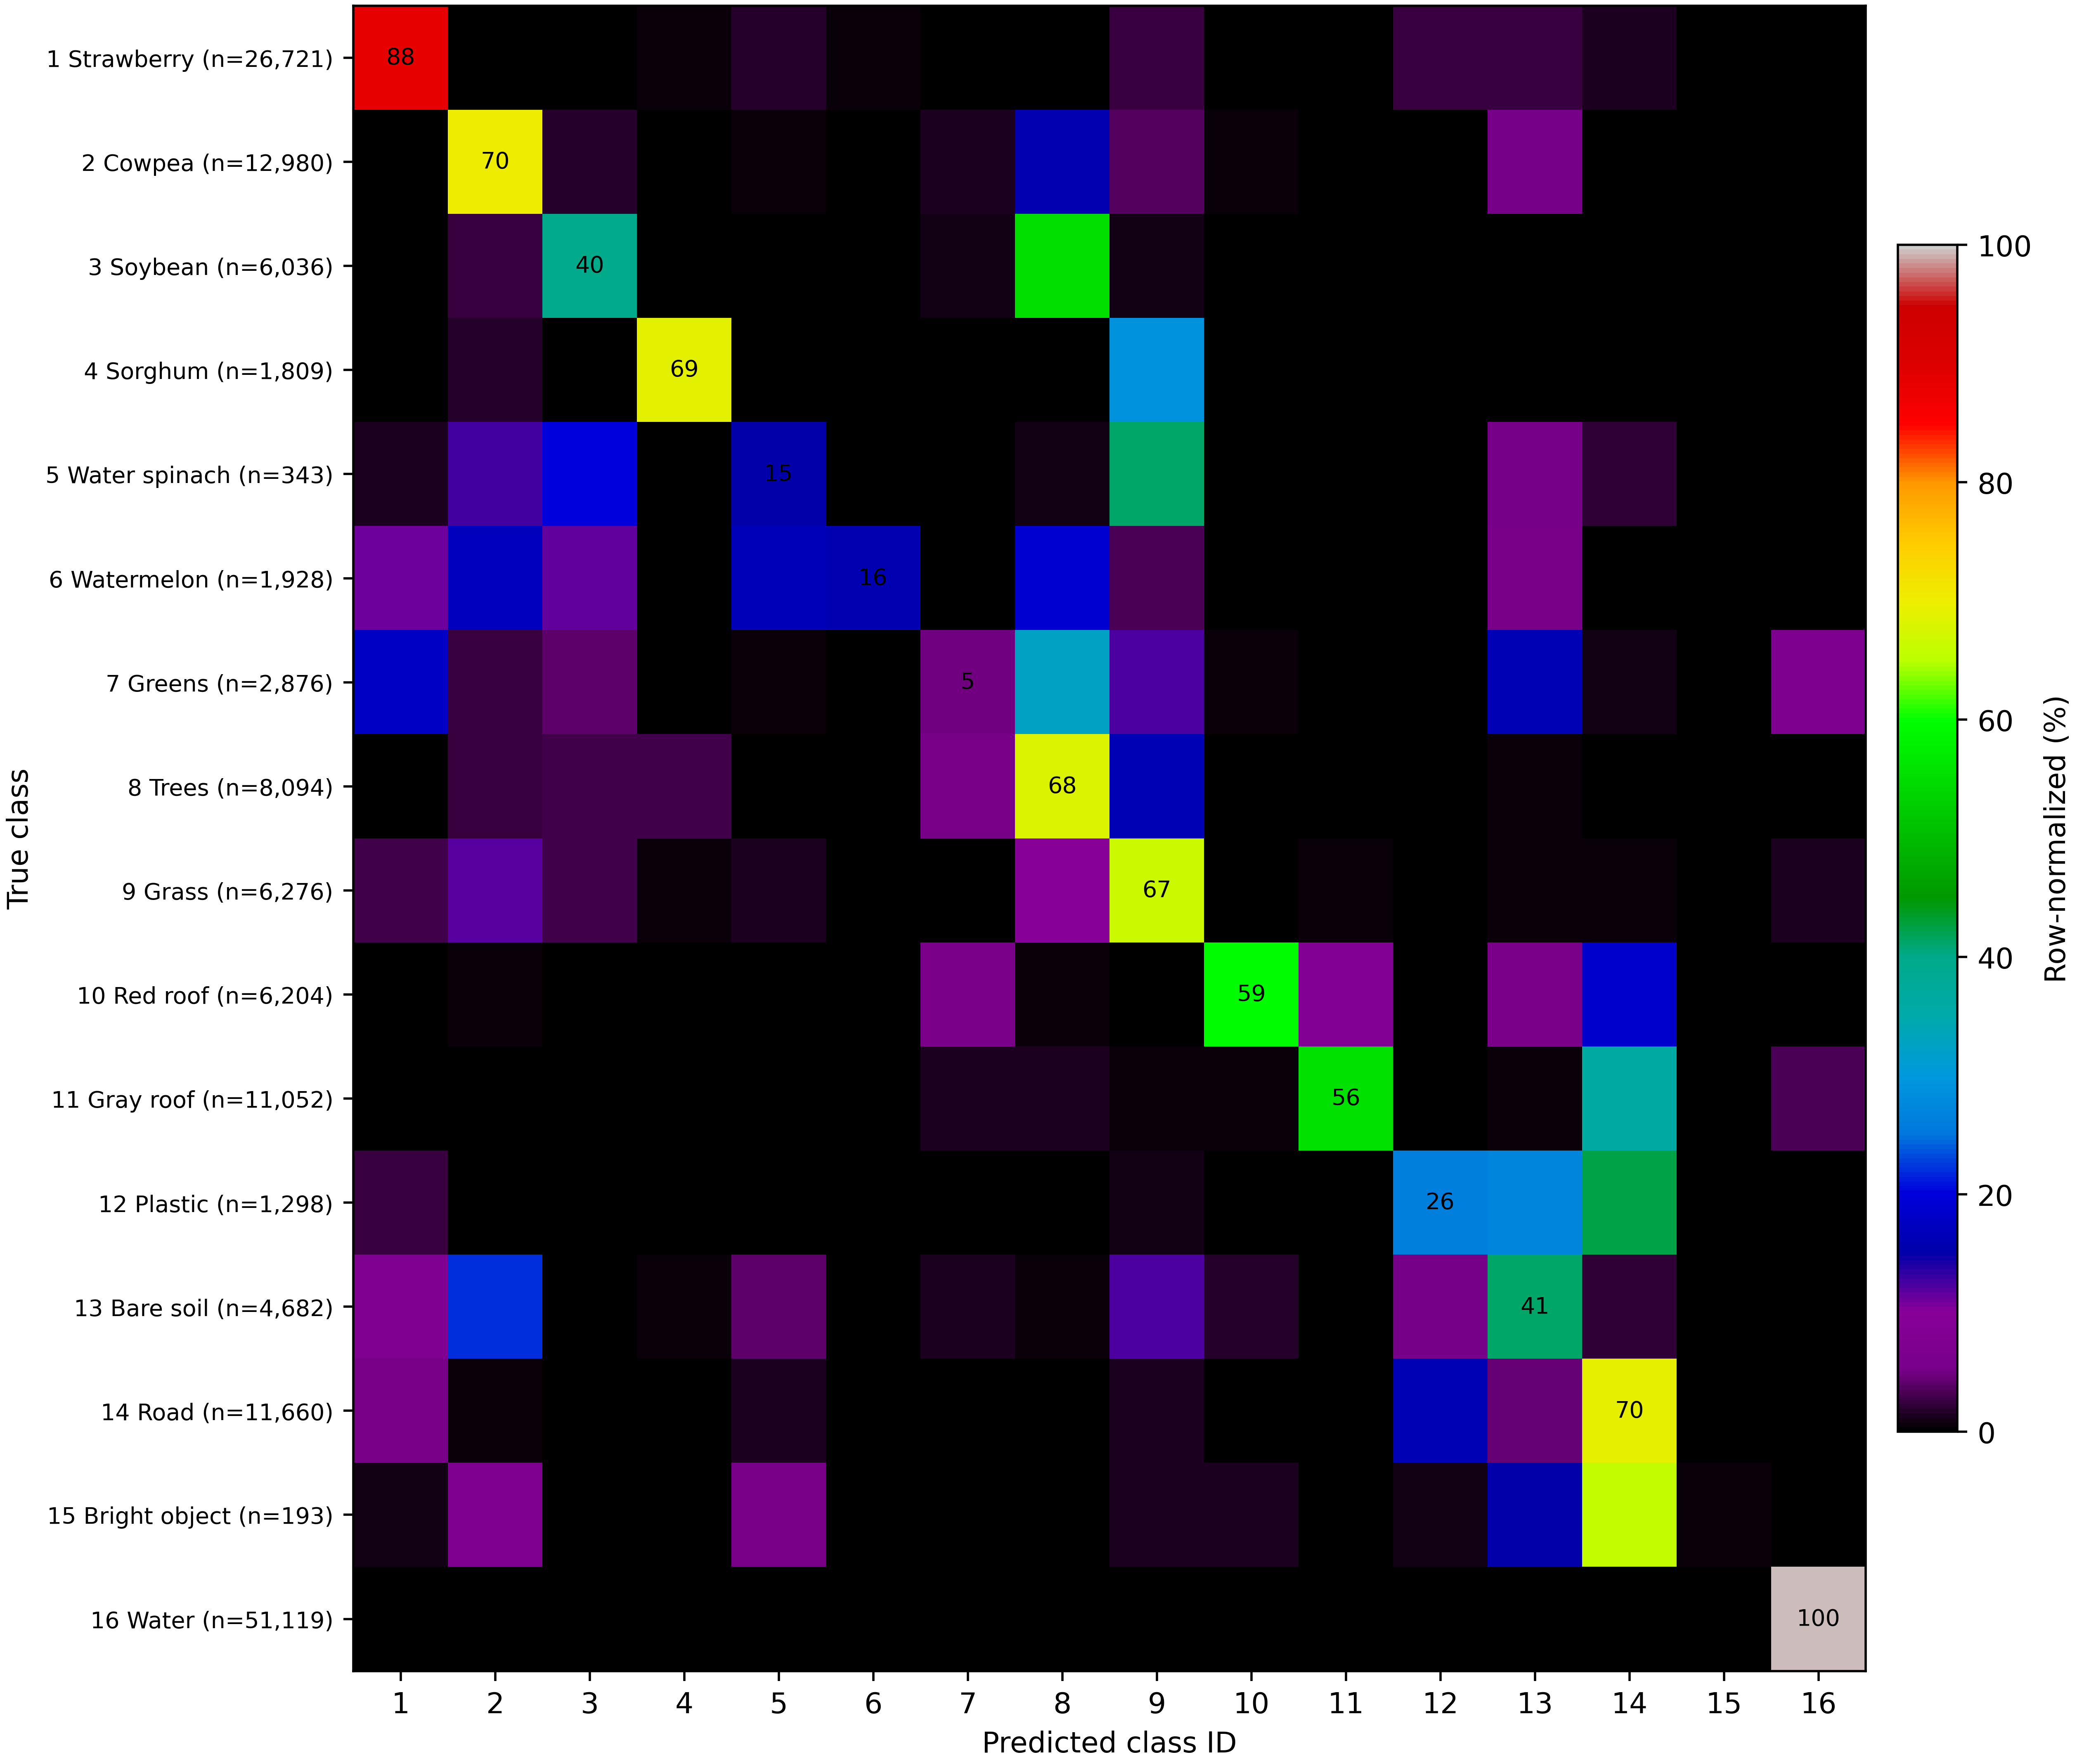 1 Strawberry (n=26,721)
88
2 Cowpea (n=12,980)
70
3 Soybean (n=6,036)
40
4 Sorghum (n=1,809)
69
5 Water spinach (n=343)
15
6 Watermelon (n=1,928)
16
7 Greens (n=2,876)
5
8 Trees (n=8,094)
68
9 Grass (n=6,276)
67
10 Red roof (n=6,204)
59
11 Gray roof (n=11,052)
56
12 Plastic (n=1,298)
26
13 Bare soil (n=4,682)
41
14 Road (n=11,660)
70
15 Bright object (n=193)
16 Water (n=51,119)
100
True class
1 2 3 4 5 6 7 8 9 10 11 12 13 14 15 16
Predicted class ID
100
80
60
40
20
0
Row-normalized (%)